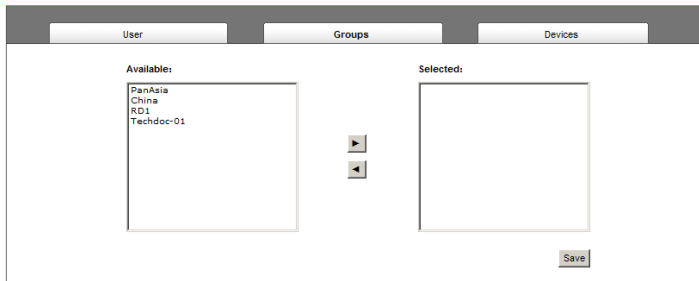 User Groups Devices
Available: Selected:
PanAsia
China
RD1
Techdoc-01
Save